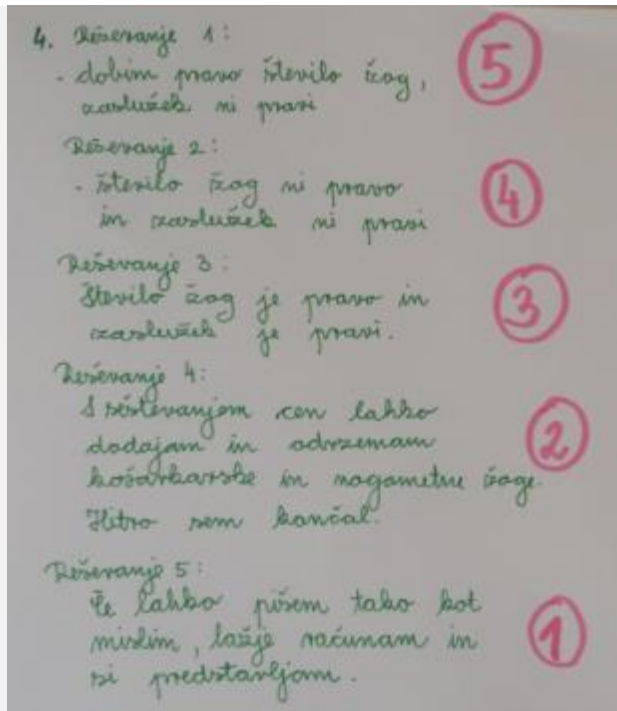 4. Reševanje 1:
- dobim pravo število žog,
zaslužek ni pravi
5
Reševanje 2:
- število žog ni pravo
in zaslužek ni pravi
4
Reševanje 3:
Število žog je pravo in
zaslužek je pravi.
3
Reševanje 4:
S seštevanjem cen lahko
dodajam in odvzemam
košarkarske in nogometne žoge.
Hitro sem končal.
2
Reševanje 5:
Če lahko pišem tako kot
mislim, lažje računam in
si predstavljam.
1